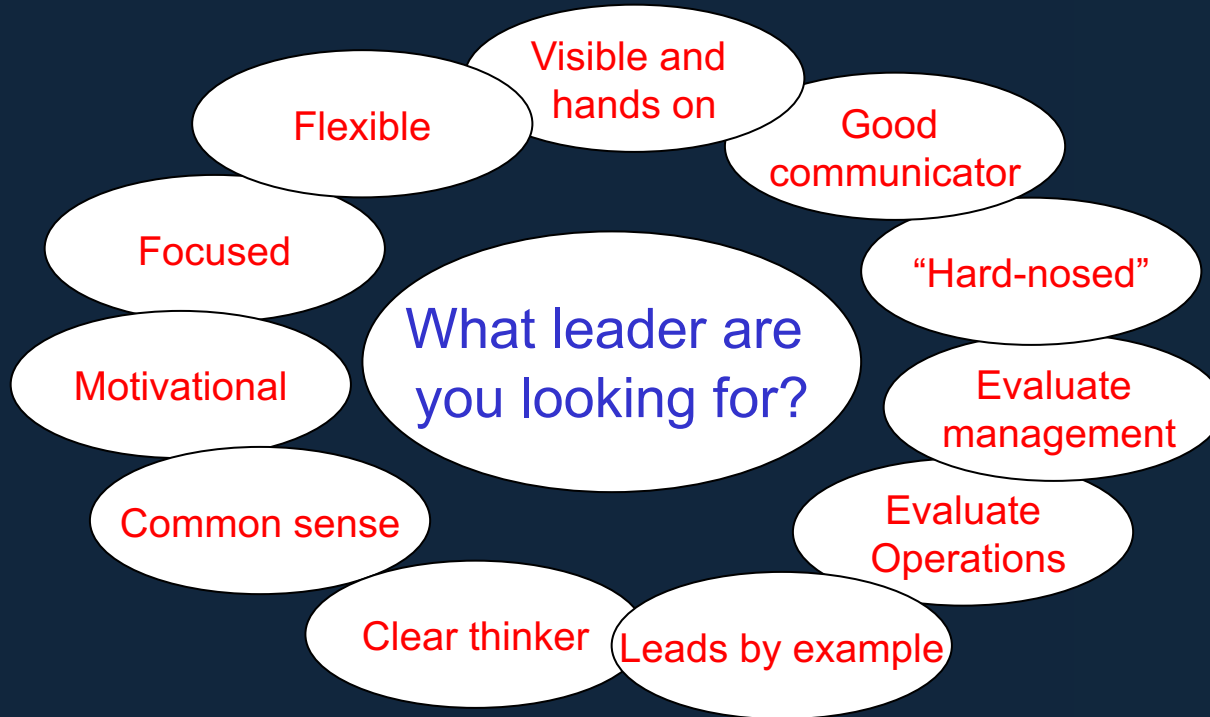 Visible and
hands on
Flexible
Good
communicator
Focused
“Hard-nosed”
What leader are
you looking for?
Motivational
Evaluate
management
Common sense
Evaluate
Operations
Clear thinker
Leads by example